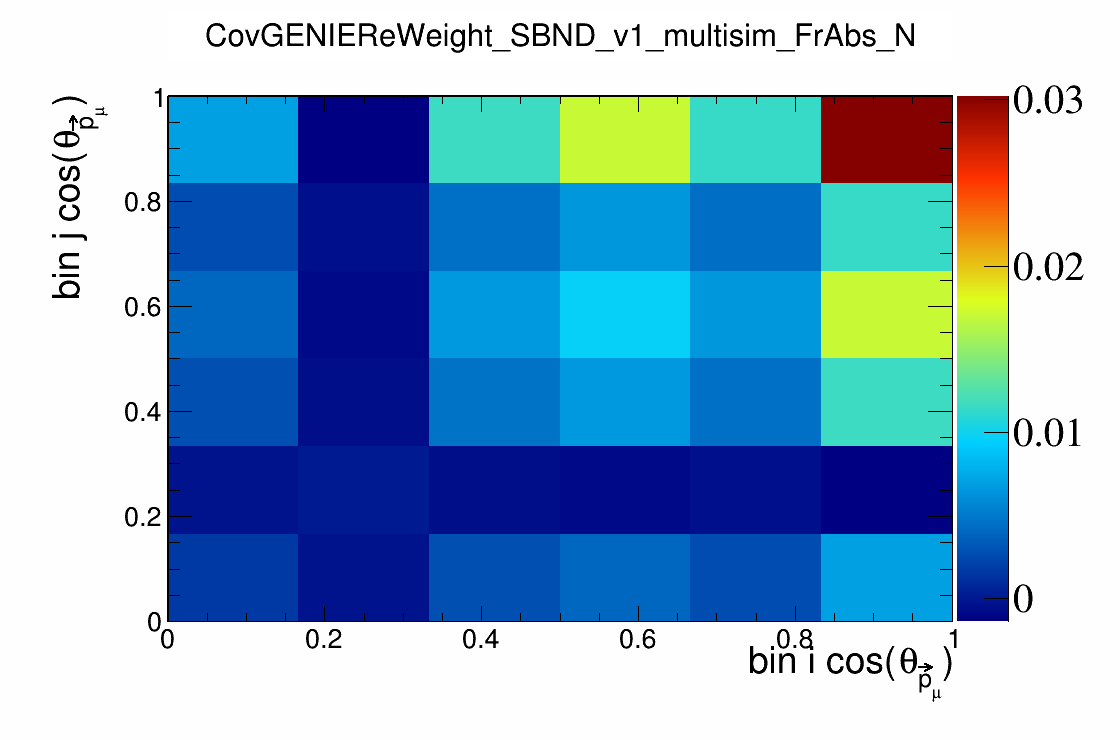 CovGENIEReWeight_SBND_v1_multisim_FrAbs_N
bin j cos(θp⃗μ)
1
0.8
0.6
0.4
0.2
0
0 0.2 0.4 0.6 0.8 1
bin i cos(θp⃗μ)
0.03
0.02
0.01
0